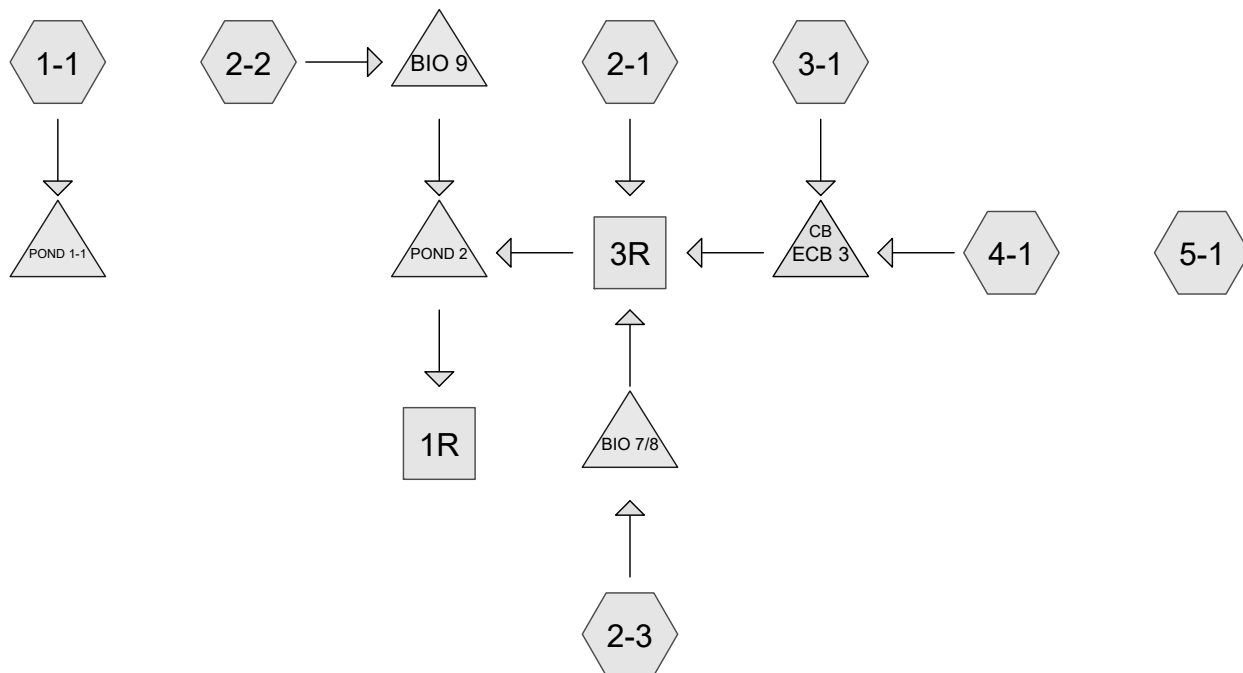 1-1
2-2
BIO 9
2-1
3-1
POND 1-1
POND 2
3R
CB
ECB 3
4-1
5-1
1R
BIO 7/8
2-3